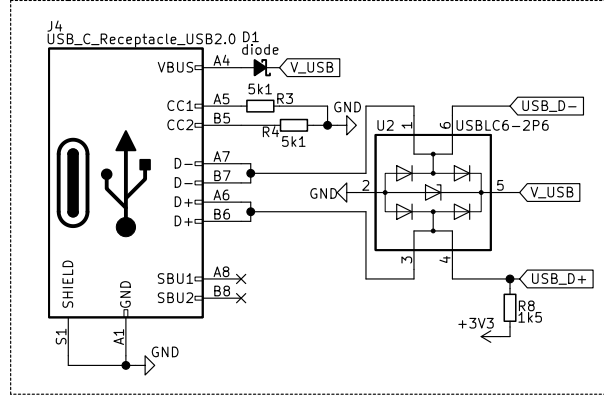 J4
USB_C_Receptacle_USB2.0
D1
diode
VBUS
A4
V_USB
5k1
CC1
A5
R3
GND
CC2
B5
R4
5k1
1
6
USB_D-
U2
USBLC6-2P6
D-
A7
D-
B7
GND
2
5
V_USB
D+
A6
D+
B6
3
4
SBU1
A8
USB_D+
SBU2
B8
SHIELD
GND
R8
1k5
+3V3
S1
A1
GND